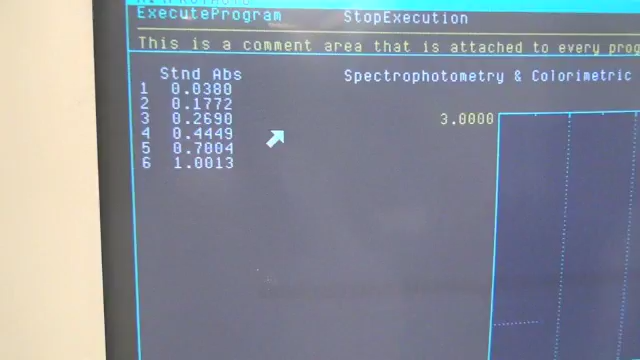 ExecuteProgram StopExecution
This is a comment area that is attached to every prog
Stnd Abs
Spectrophotometry & Colorimetric
1 0.0380
2 0.1772
3 0.2690
3.0000
4 0.4449
5 0.7804
6 1.0013